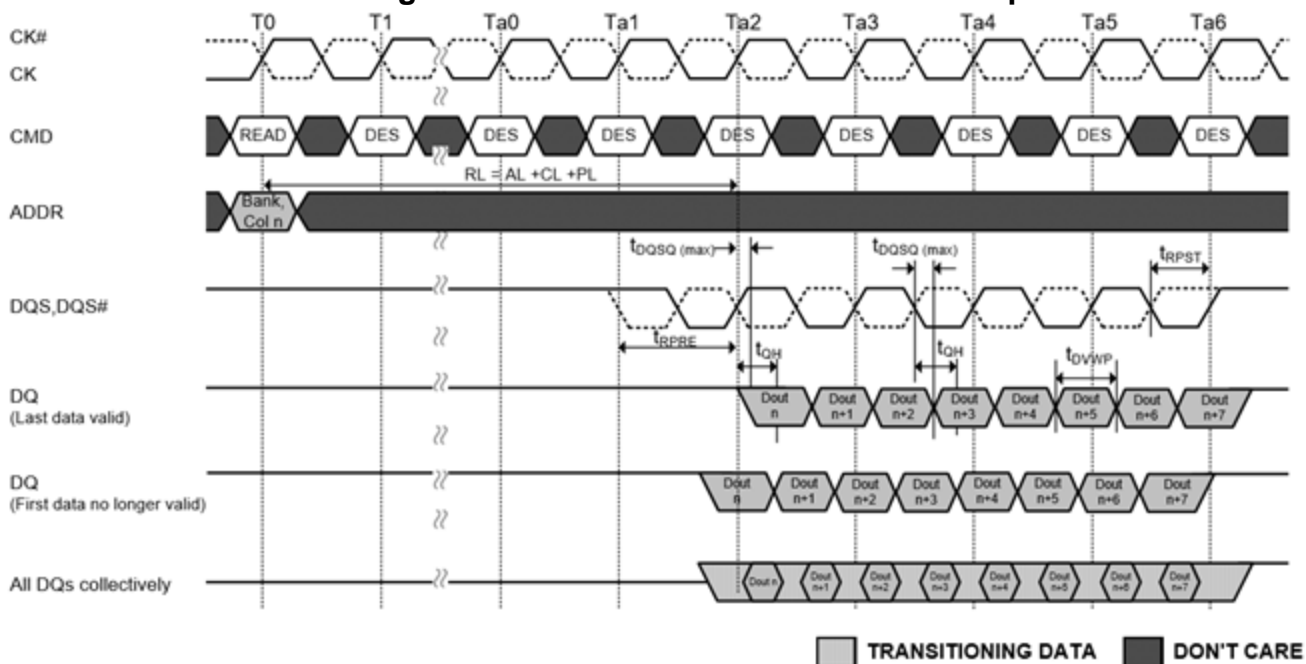 T0 T1 Ta0 Ta1 Ta2 Ta3 Ta4 Ta5 Ta6
CK#
CK
CMD READ DES DES DES DES DES DES DES DES
RL = AL +CL +PL
ADDR Bank,
Col n
tDQSQ (max) tDQSQ (max) tRPST
DQS,DQS#
tRPRE tQH tQH tDVWP
DQ Dout Dout Dout Dout Dout Dout Dout Dout
n n+1 n+2 n+3 n+4 n+5 n+6 n+7
(Last data valid)
DQ Dout Dout Dout Dout Dout Dout Dout Dout
n n+1 n+2 n+3 n+4 n+5 n+6 n+7
(First data no longer valid)
All DQs collectively Dout n Dout Dout Dout Dout Dout Dout Dout
n+1 n+2 n+3 n+4 n+5 n+6 n+7
TRANSITIONING DATA DON'T CARE